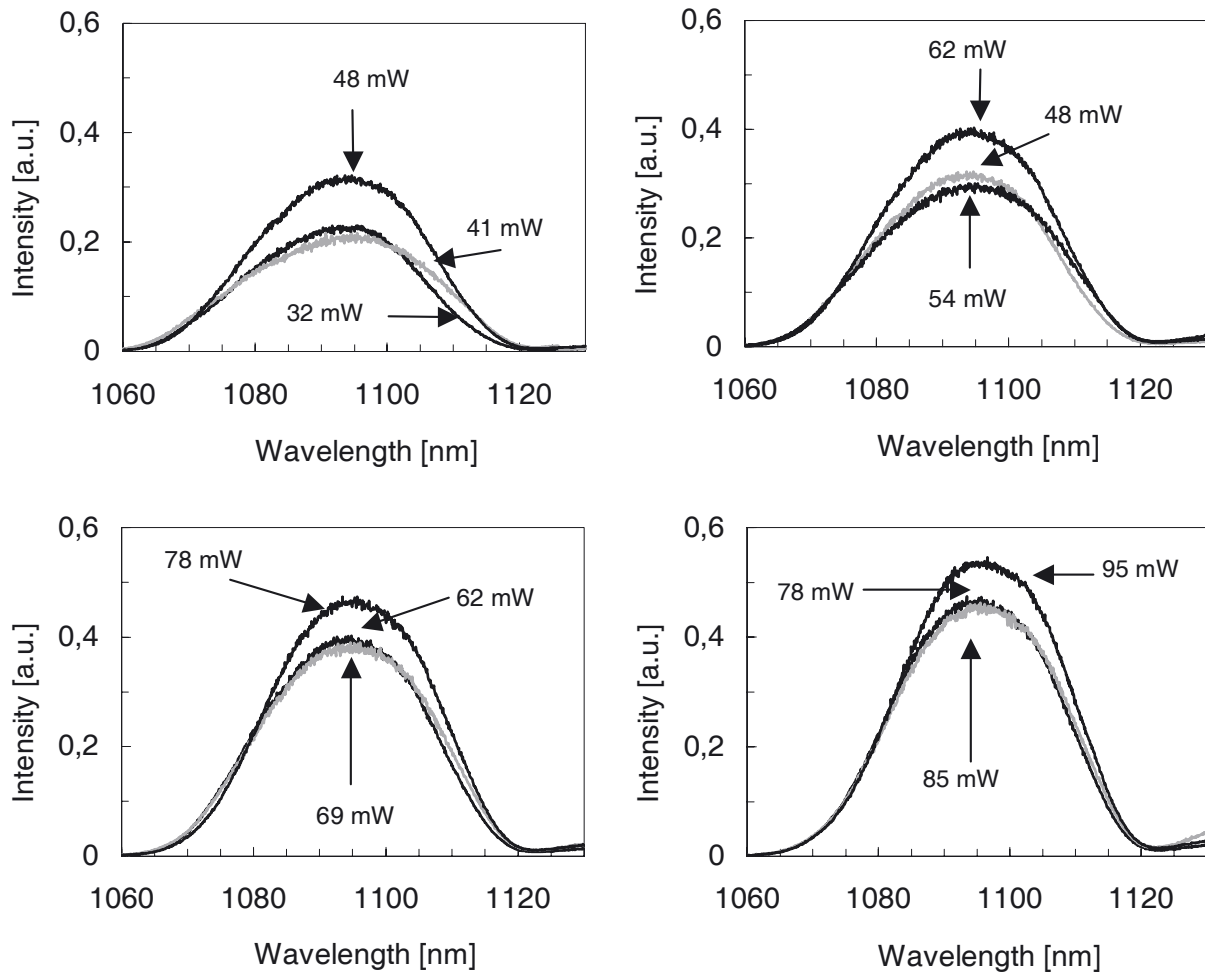 0,6
0,4
0,2
0
Intensity [a.u.]
48 mW
41 mW
32 mW
1060
1080
1100
1120
Wavelength [nm]
0,6
0,4
0,2
0
Intensity [a.u.]
62 mW
48 mW
54 mW
1060
1080
1100
1120
Wavelength [nm]
0,6
0,4
0,2
0
Intensity [a.u.]
78 mW
62 mW
69 mW
1060
1080
1100
1120
Wavelength [nm]
0,6
0,4
0,2
0
Intensity [a.u.]
95 mW
78 mW
85 mW
1060
1080
1100
1120
Wavelength [nm]